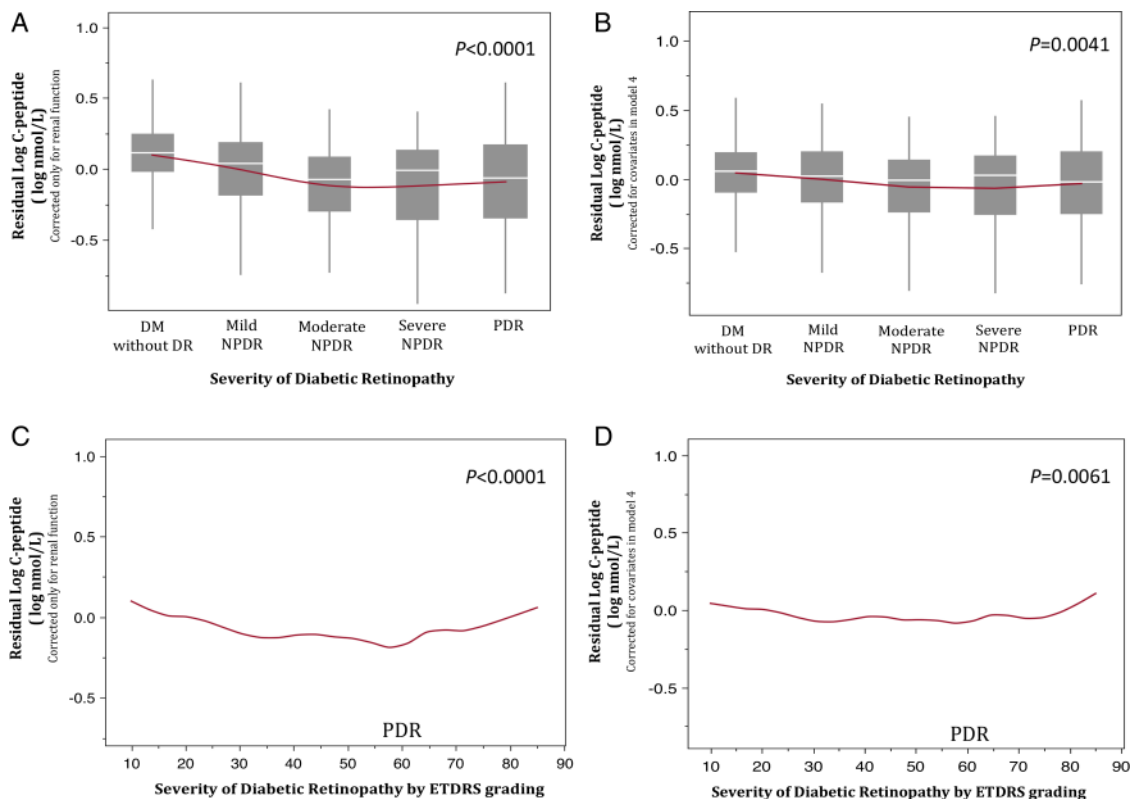 A
P<0.0001
Residual Log C-peptide
( log nmol/L)
Corrected only for renal function
1.0
0.5
0.0
-0.5
DM
without DR
Mild
NPDR
Moderate
NPDR
Severe
NPDR
PDR
Severity of Diabetic Retinopathy
B
P=0.0041
Residual Log C-peptide
( log nmol/L)
Corrected for covariates in model 4
1.0
0.5
0.0
-0.5
DM
without DR
Mild
NPDR
Moderate
NPDR
Severe
NPDR
PDR
Severity of Diabetic Retinopathy
C
P<0.0001
Residual Log C-peptide
( log nmol/L)
Corrected only for renal function
1.0
0.5
0.0
-0.5
PDR
10 20 30 40 50 60 70 80 90
Severity of Diabetic Retinopathy by ETDRS grading
D
P=0.0061
Residual Log C-peptide
( log nmol/L)
Corrected for covariates in model 4
1.0
0.5
0.0
-0.5
PDR
10 20 30 40 50 60 70 80 90
Severity of Diabetic Retinopathy by ETDRS grading